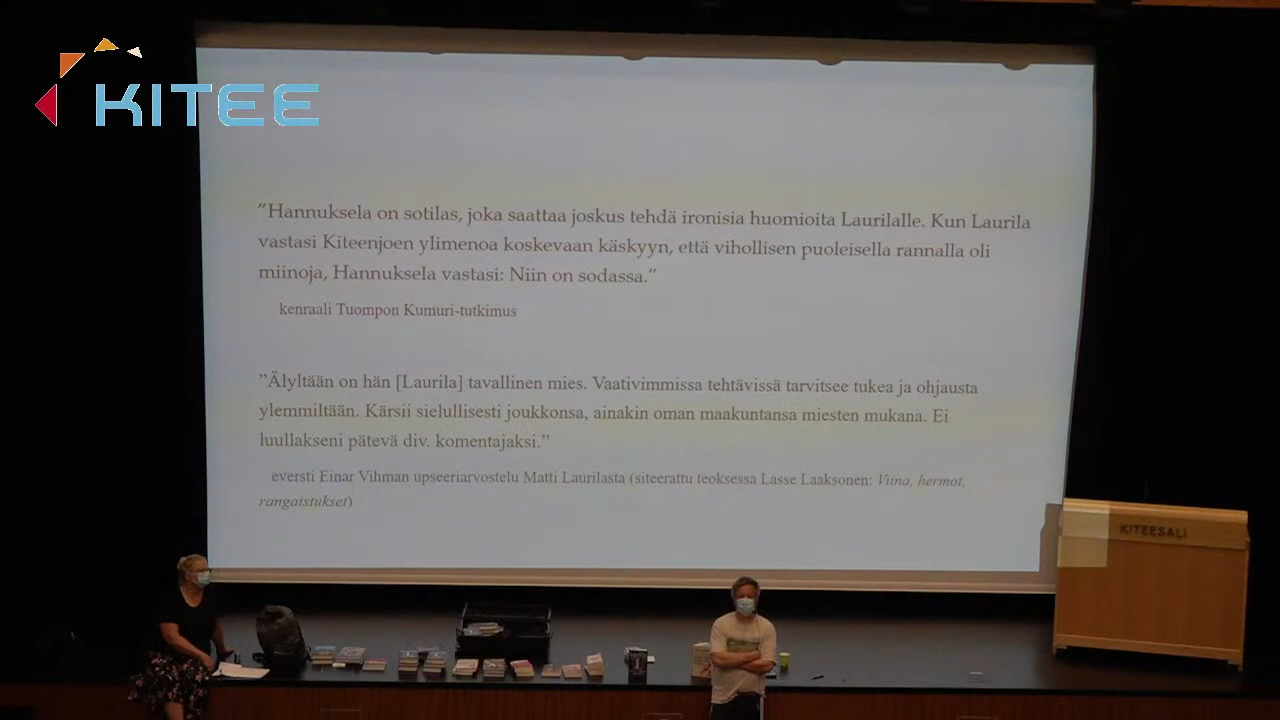 KITEE
"Hannuksela on sotilas, joka saattaa joskus tehdä ironisia huomioita Laurilalle. Kun Laurila
vastasi Kiteenjoen ylimenoa koskevaan käskyyn, että vihollisen puoleisella rannalla oli
miinoja, Hannuksela vastasi: Niin on sodassa."
kenraali Tuompon Kumuri-tutkimus
"Älyltään on hän [Laurila] tavallinen mies. Vaativimmissa tehtävissä tarvitsee tukea ja ohjausta
ylemmiltään. Kärsii sielullisesti joukkonsa, ainakin oman maakuntansa miesten mukana. Ei
luullakseni pätevä div. komentajaksi."
eversti Einar Vihman upseeriarvostelu Matti Laurilasta (siteerattu teoksessa Lasse Laaksonen: Viina, hermot,
rangaistukset)
KITEESALI